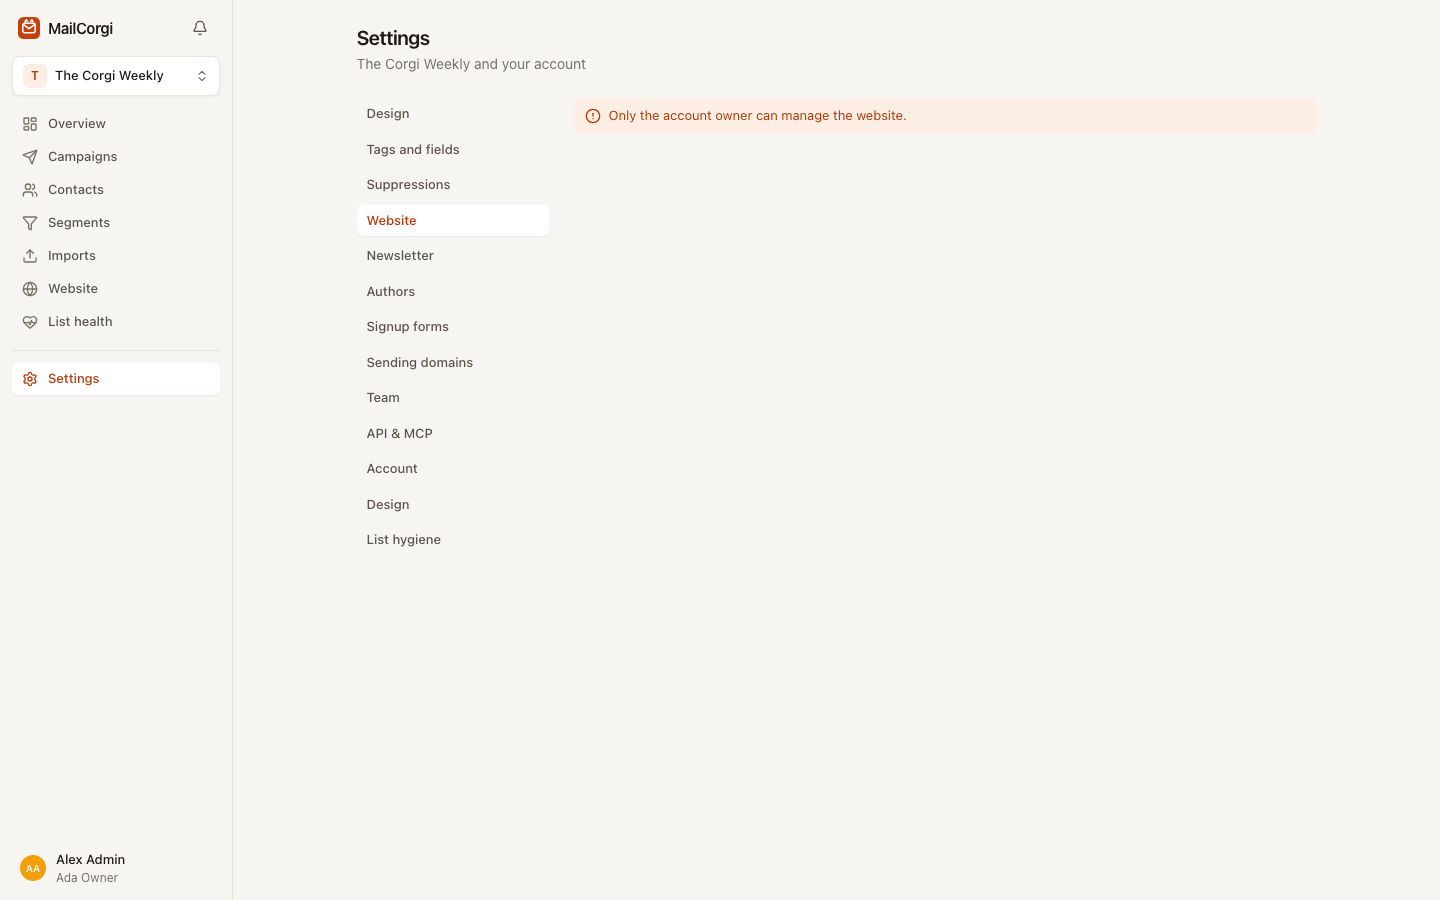 MailCorgi
T
The Corgi Weekly
Overview
Campaigns
Contacts
Segments
Imports
Website
List health
Settings
AA
Alex Admin
Ada Owner
Settings
The Corgi Weekly and your account
Design
Tags and fields
Suppressions
Website
Newsletter
Authors
Signup forms
Sending domains
Team
API & MCP
Account
Design
List hygiene
Only the account owner can manage the website.